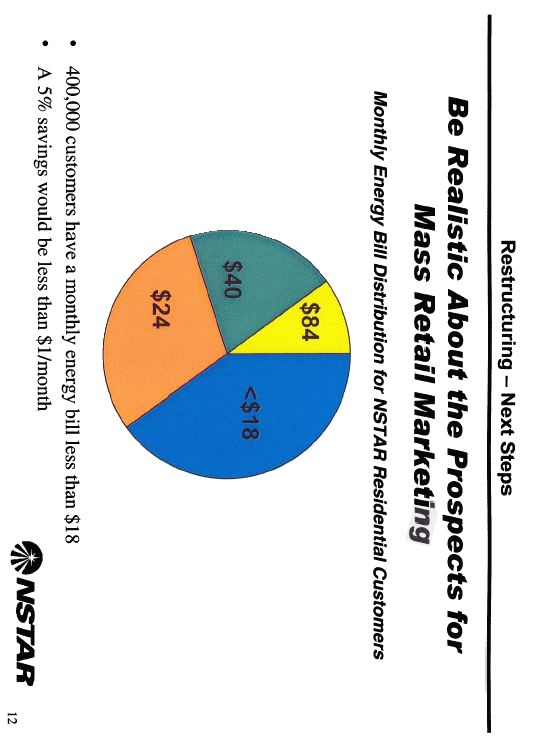 Restructuring – Next Steps
Be Realistic About the Prospects for
Mass Retail Marketing
Monthly Energy Bill Distribution for NSTAR Residential Customers
$84
$40
<$18
$24
• 400,000 customers have a monthly energy bill less than $18
• A 5% savings would be less than $1/month
NSTAR
12